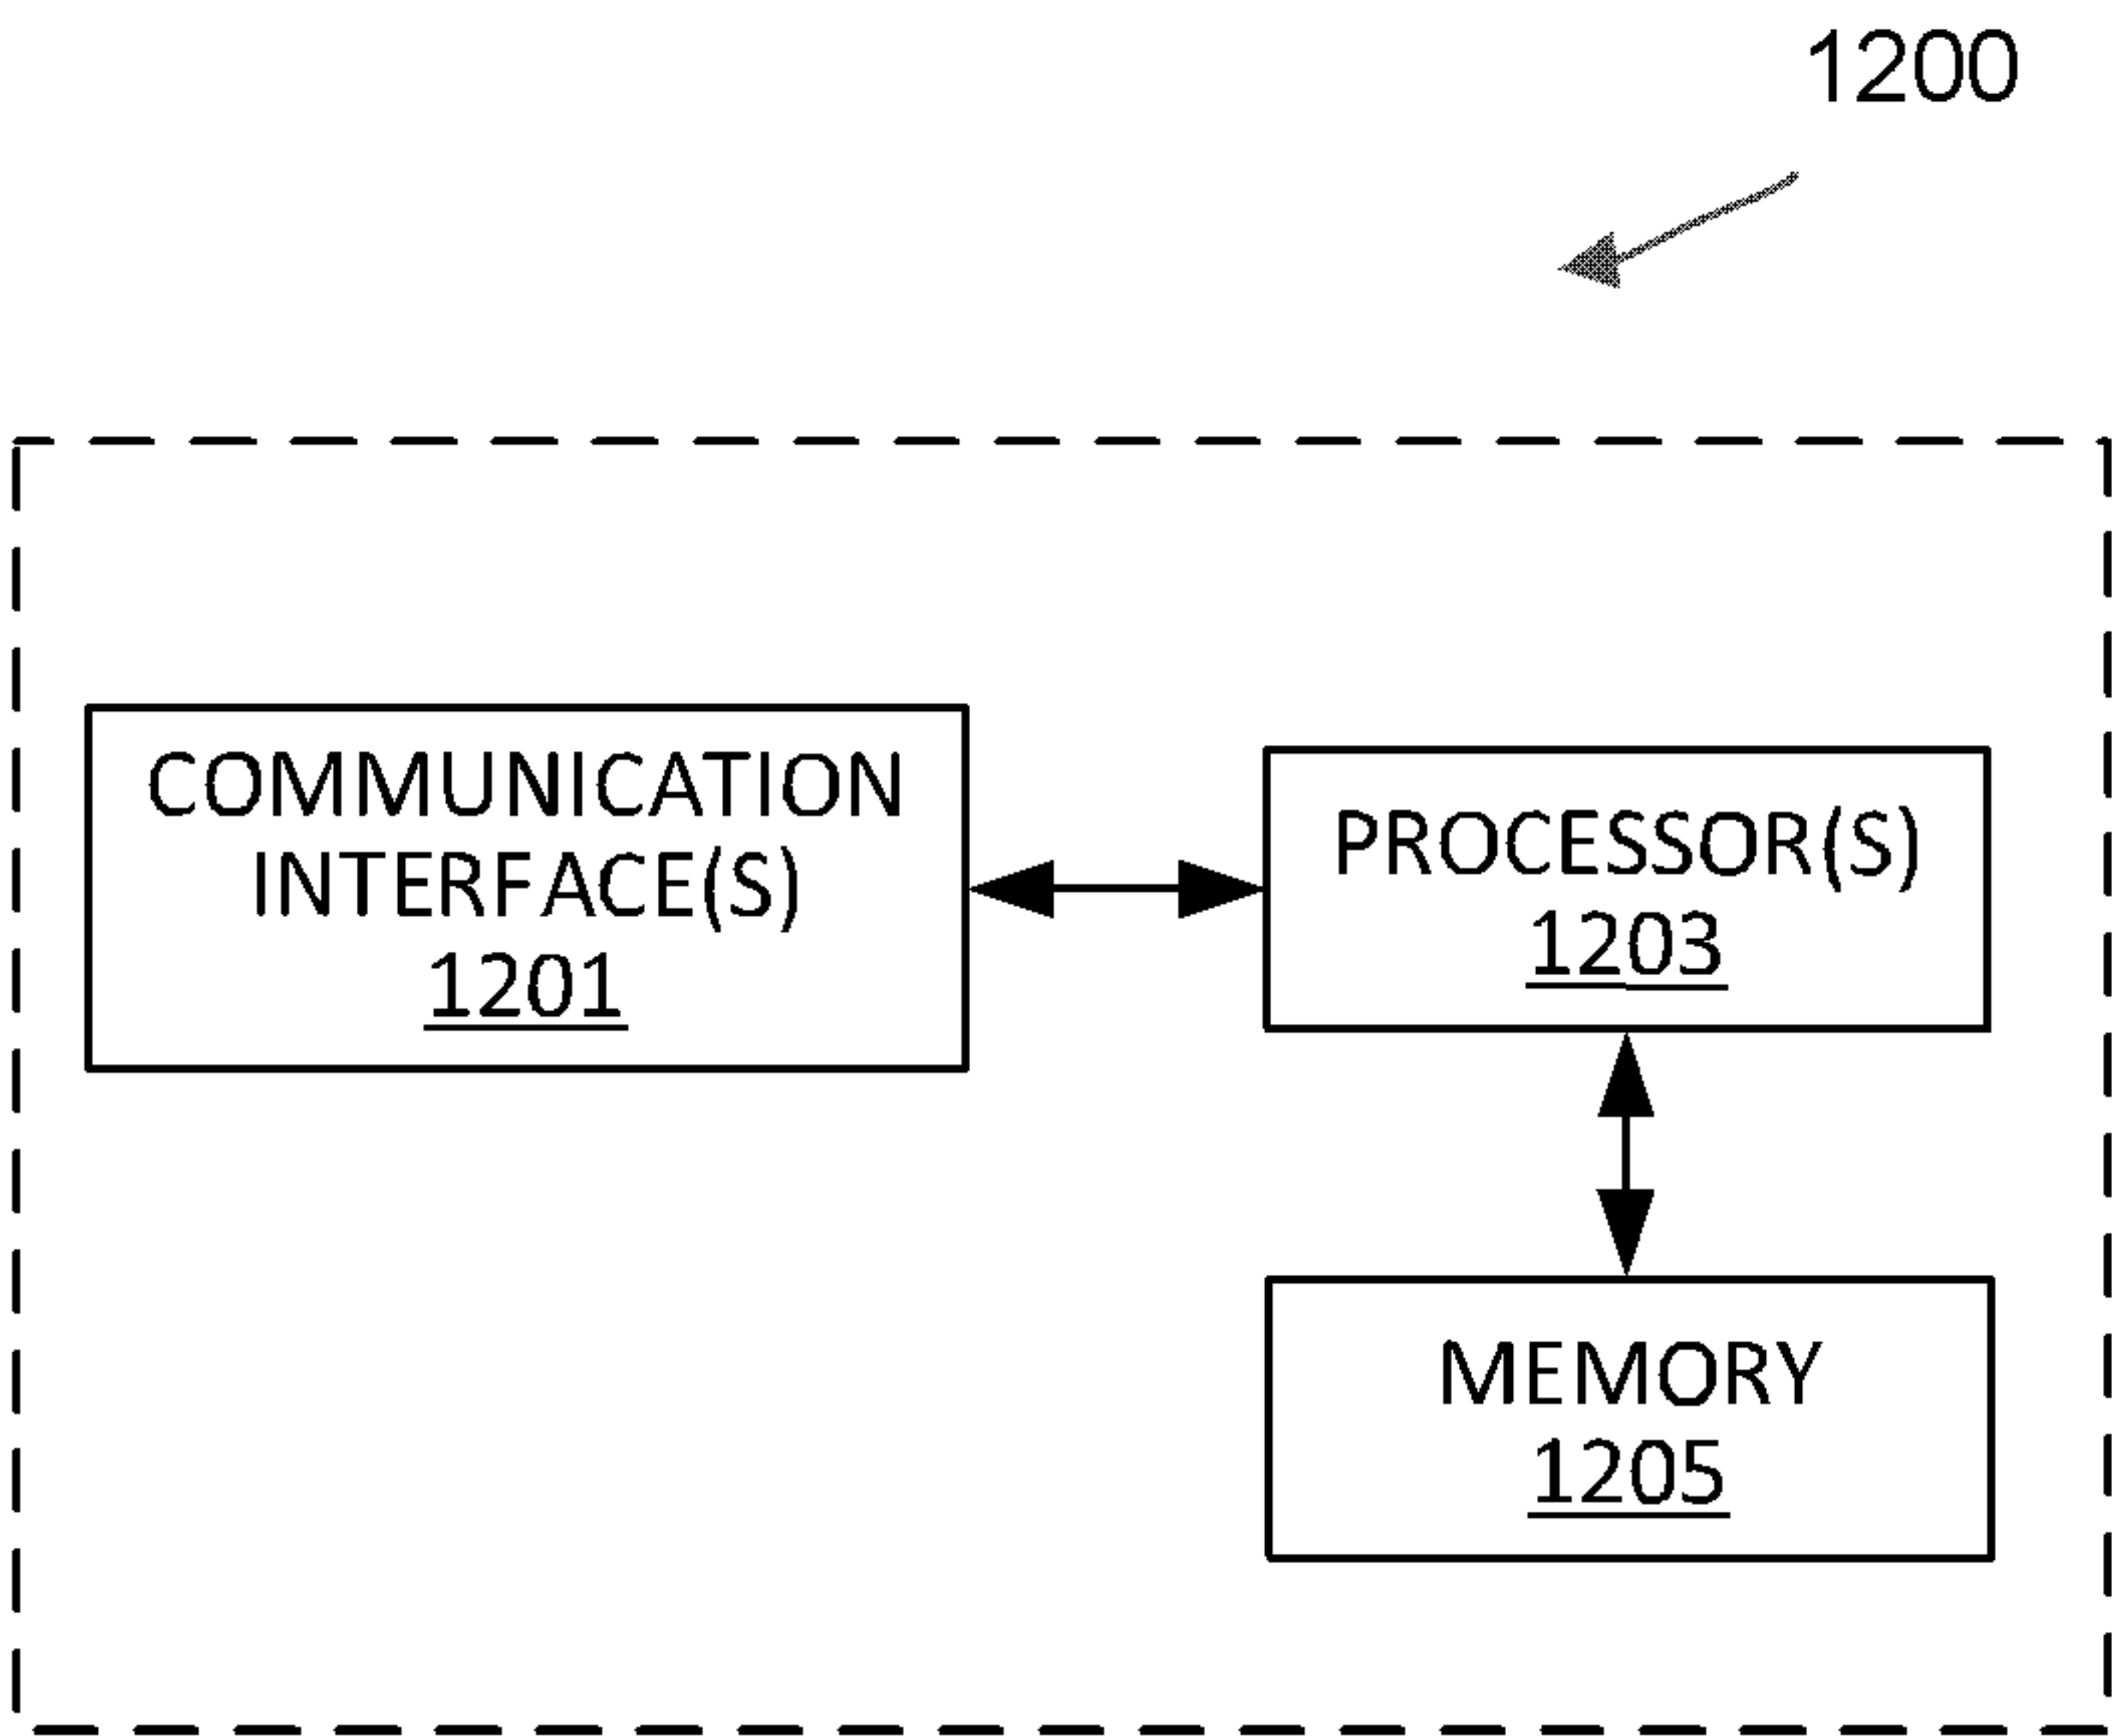 1200
COMMUNICATION
INTERFACE(S)
1201
PROCESSOR(S)
1203
MEMORY
1205